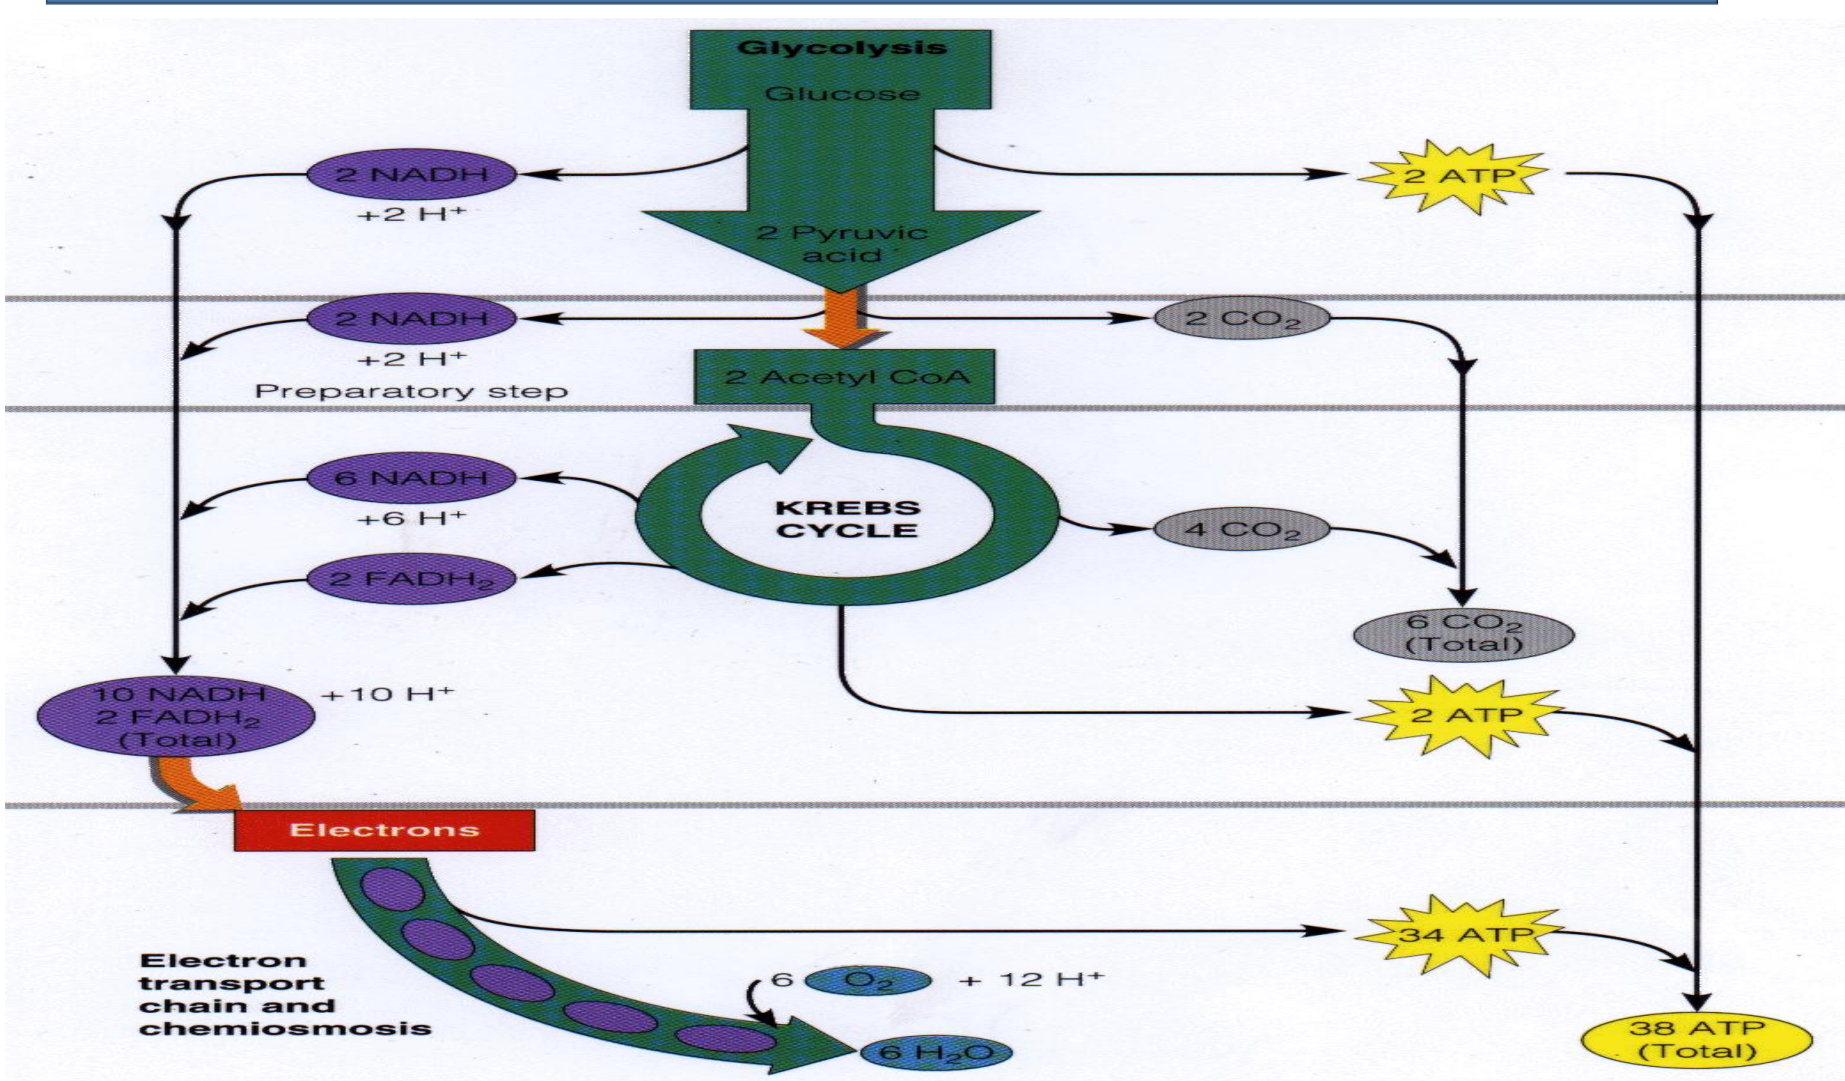 Glycolysis
Glucose
2 NADH
+2 H⁺
2 ATP
2 Pyruvic
acid
2 NADH
+2 H⁺
2 CO₂
Preparatory step
2 Acetyl CoA
6 NADH
+6 H⁺
2 FADH₂
KREBS
CYCLE
4 CO₂
6 CO₂
(Total)
10 NADH
2 FADH₂
(Total)
+10 H⁺
2 ATP
Electrons
34 ATP
Electron
transport
chain and
chemiosmosis
6 O₂ + 12 H⁺
6 H₂O
38 ATP
(Total)